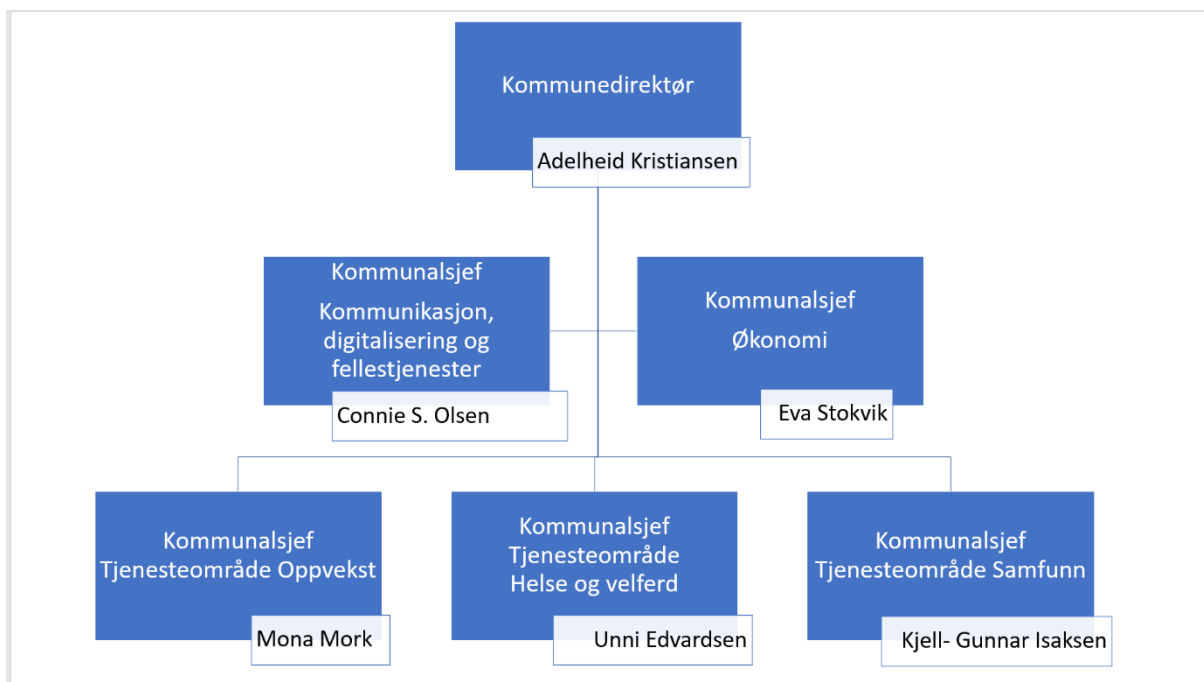 Kommunedirektør
Adelheid Kristiansen
Kommunalsjef
Kommunikasjon,
digitalisering og
fellestjenester
Connie S. Olsen
Kommunalsjef
Økonomi
Eva Stokvik
Kommunalsjef
Tjenesteområde Oppvekst
Mona Mork
Kommunalsjef
Tjenesteområde
Helse og velferd
Unni Edvardsen
Kommunalsjef
Tjenesteområde Samfunn
Kjell- Gunnar Isaksen